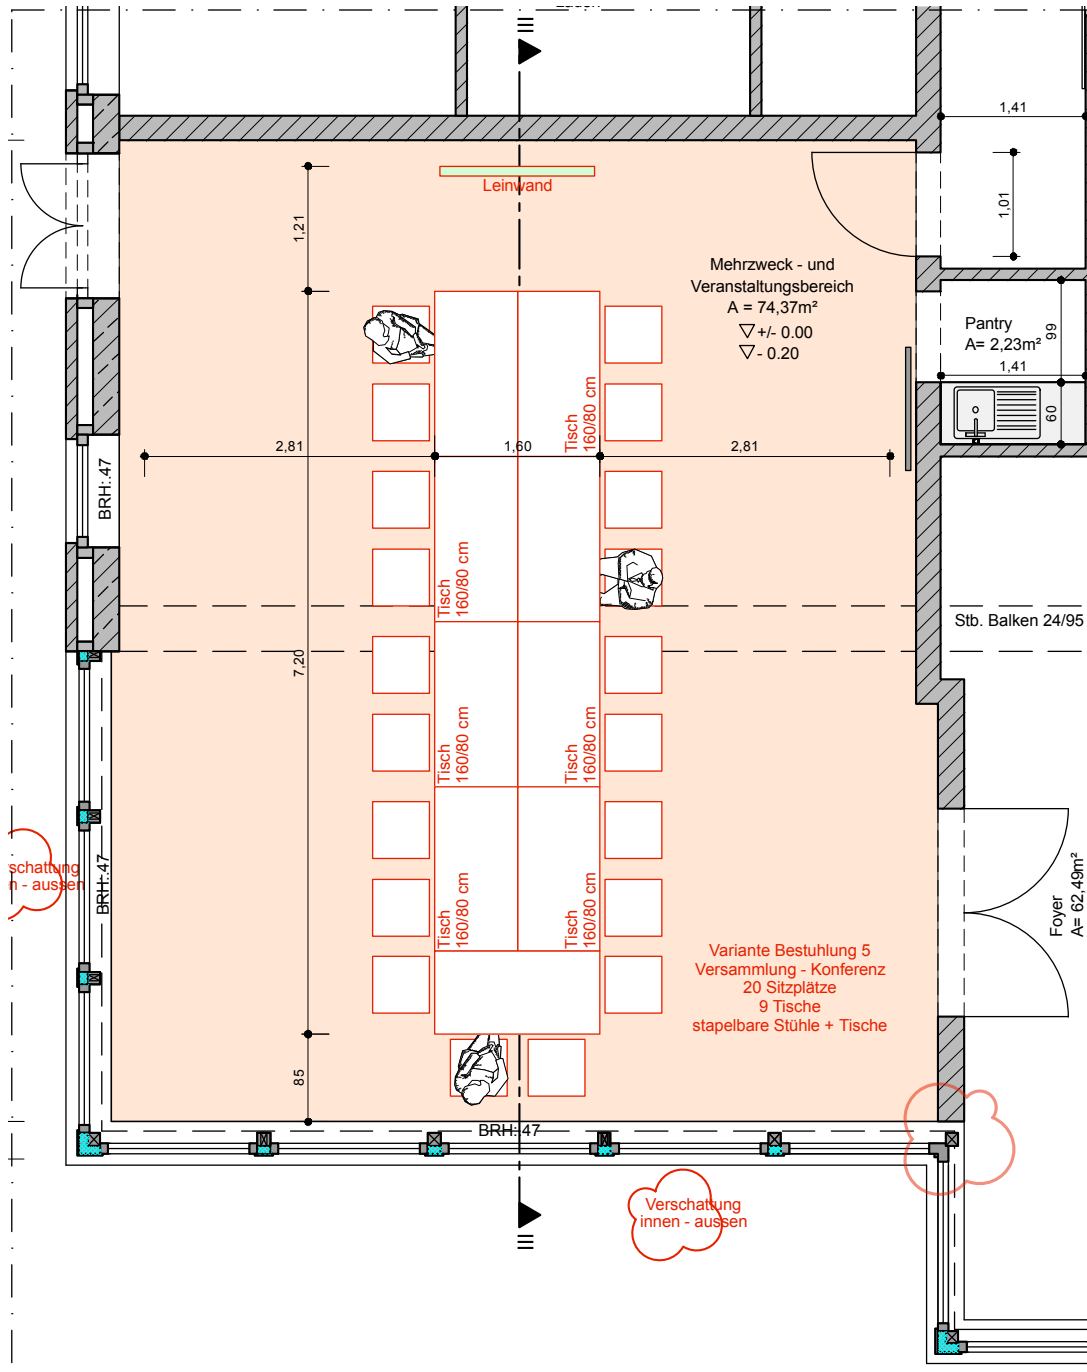 III
1,41
Leinwand
1,21
1,01
Mehrzweck - und
Veranstaltungsbereich
A = 74,37m²
+/- 0.00
- 0.20
Pantry
A= 2,23m²
99
1,41
60
Tisch
160/80 cm
2,81
1,60
2,81
BRH:.47
Tisch
160/80 cm
Stb. Balken 24/95
7,20
Tisch
160/80 cm
Tisch
160/80 cm
schattung
n - aussen
BRH:.47
Tisch
160/80 cm
Tisch
160/80 cm
Foyer
A= 62,49m²
Variante Bestuhlung 5
Versammlung - Konferenz
20 Sitzplätze
9 Tische
stapelbare Stühle + Tische
85
BRH:.47
Verschattung
innen - aussen
III